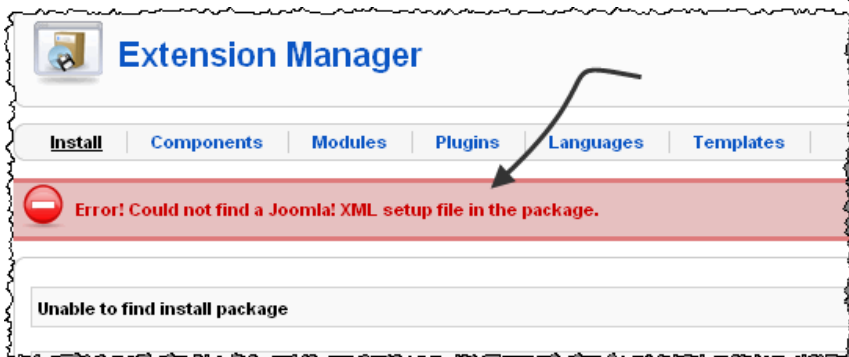 Extension Manager
Install Components Modules Plugins Languages Templates
Error! Could not find a Joomla! XML setup file in the package.
Unable to find install package